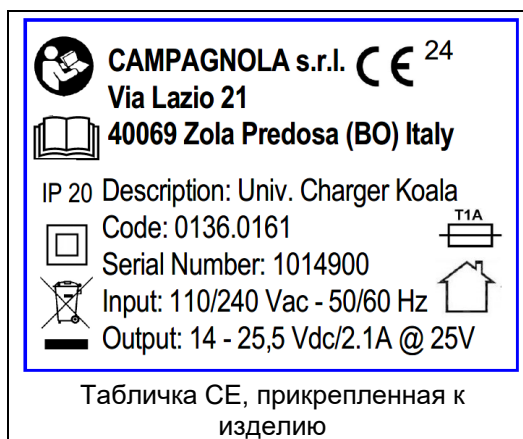 CAMPAGNOLA s.r.l. CE 24
Via Lazio 21
40069 Zola Predosa (BO) Italy
IP 20 Description: Univ. Charger Koala
Code: 0136.0161
T1A
Serial Number: 1014900
Input: 110/240 Vac - 50/60 Hz
Output: 14 - 25,5 Vdc/2.1A @ 25V
Табличка CE, прикрепленная к
изделию